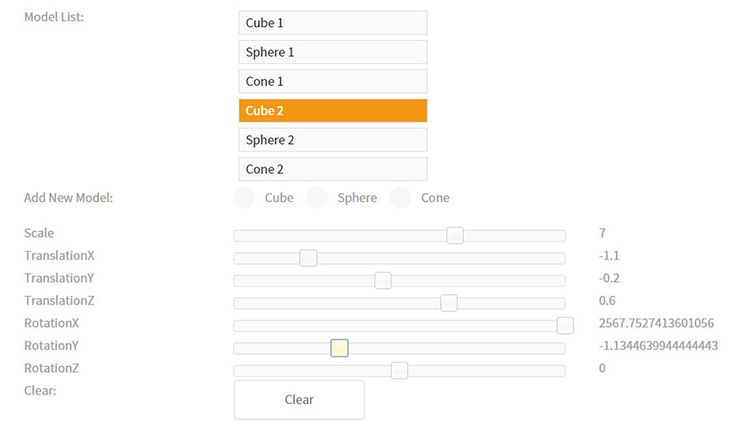 Model List:
Cube 1
Sphere 1
Cone 1
Cube 2
Sphere 2
Cone 2
Add New Model: Cube Sphere Cone
Scale 7
TranslationX -1.1
TranslationY -0.2
TranslationZ 0.6
RotationX 2567.7527413601056
RotationY -1.1344639944444443
RotationZ 0
Clear: Clear